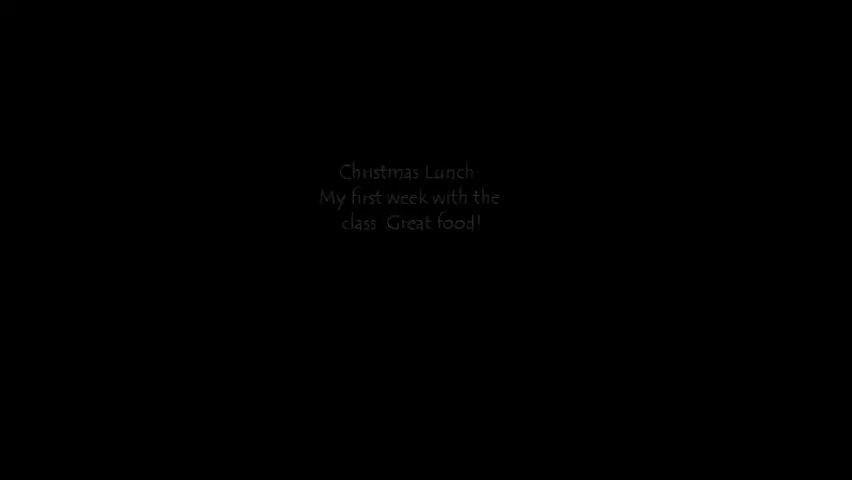 Christmas Lunch
My first week with the
class Great food!